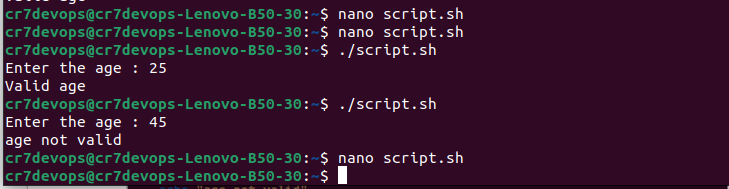 cr7devops@cr7devops-Lenovo-B50-30:~$ nano script.sh
cr7devops@cr7devops-Lenovo-B50-30:~$ nano script.sh
cr7devops@cr7devops-Lenovo-B50-30:~$ ./script.sh
Enter the age : 25
Valid age
cr7devops@cr7devops-Lenovo-B50-30:~$ ./script.sh
Enter the age : 45
age not valid
cr7devops@cr7devops-Lenovo-B50-30:~$ nano script.sh
cr7devops@cr7devops-Lenovo-B50-30:~$